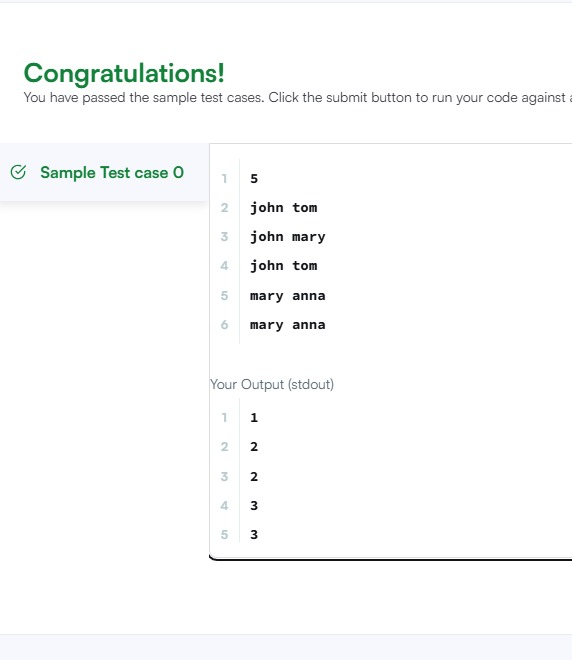 Congratulations!
You have passed the sample test cases. Click the submit button to run your code against
Sample Test case 0
1 5
2 john tom
3 john mary
4 john tom
5 mary anna
6 mary anna
Your Output (stdout)
1 1
2 2
3 2
4 3
5 3